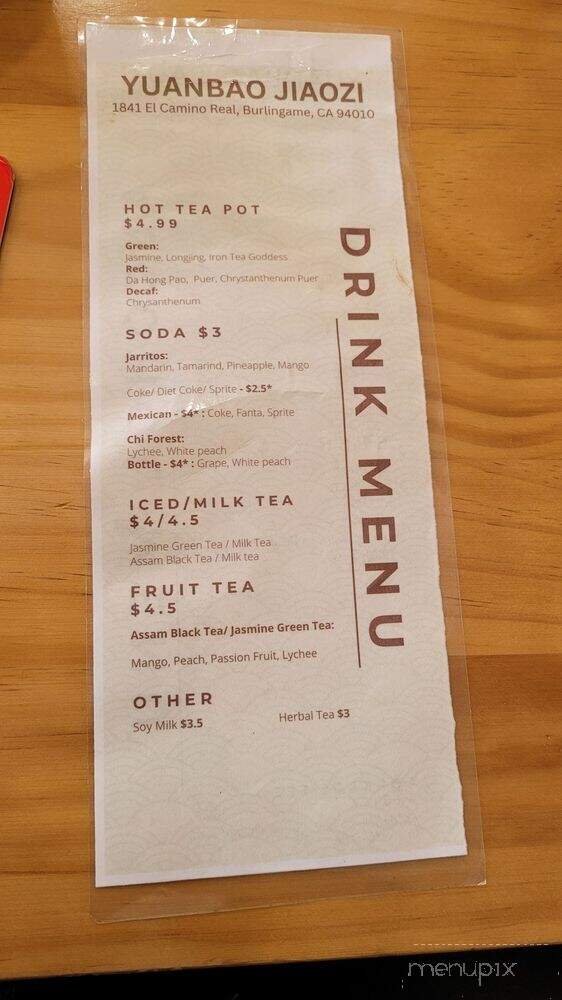 YUANBAO JIAOZI
1841 El Camino Real, Burlingame, CA 94010
HOT TEA POT
$4.99
Green:
Jasmine, Longjing, Iron Tea Goddess
Red:
Da Hong Pao, Puer, Chrystanthenum Puer
Decaf:
Chrysanthenum
SODA $3
Jarritos:
Mandarin, Tamarind, Pineapple, Mango
Coke/ Diet Coke/ Sprite - $2.5*
Mexican - $4* : Coke, Fanta, Sprite
Chi Forest:
Lychee, White peach
Bottle - $4* : Grape, White peach
ICED/MILK TEA
$4/4.5
Jasmine Green Tea / Milk Tea
Assam Black Tea / Milk tea
FRUIT TEA
$4.5
Assam Black Tea/ Jasmine Green Tea:
Mango, Peach, Passion Fruit, Lychee
OTHER
Soy Milk $3.5
Herbal Tea $3
DRINK MENU
menupix